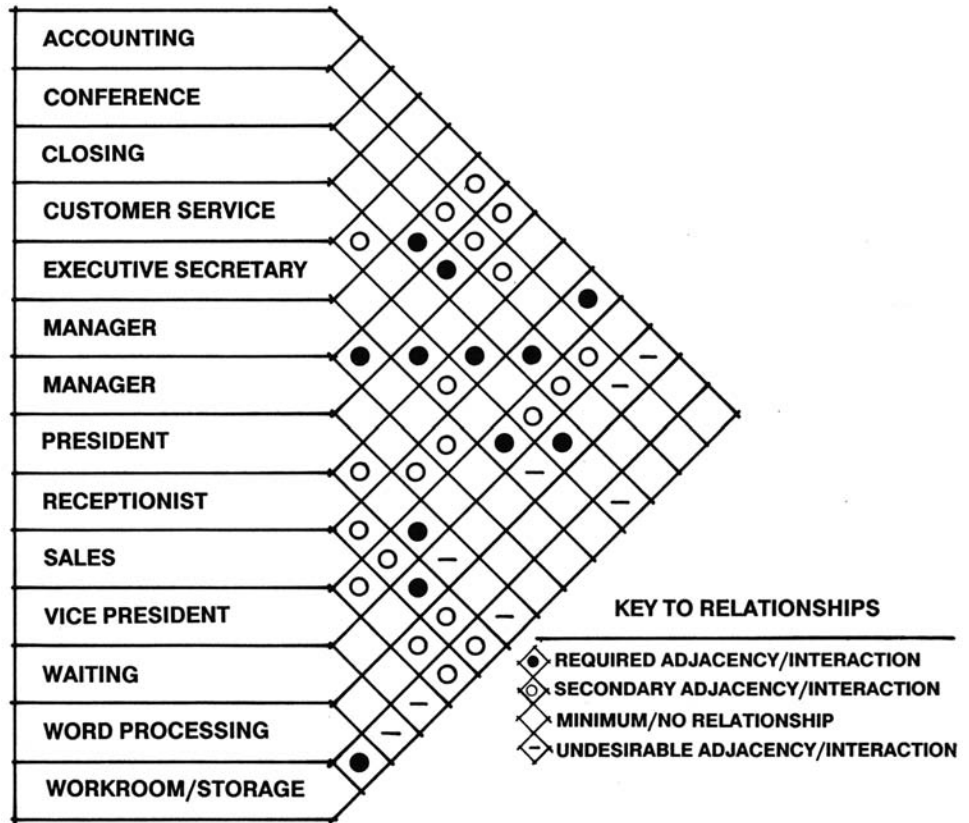 ACCOUNTING
CONFERENCE
CLOSING
CUSTOMER SERVICE
EXECUTIVE SECRETARY
MANAGER
MANAGER
PRESIDENT
RECEPTIONIST
SALES
VICE PRESIDENT
WAITING
WORD PROCESSING
WORKROOM/STORAGE
KEY TO RELATIONSHIPS
REQUIRED ADJACENCY/INTERACTION
SECONDARY ADJACENCY/INTERACTION
MINIMUM/NO RELATIONSHIP
UNDESIRABLE ADJACENCY/INTERACTION